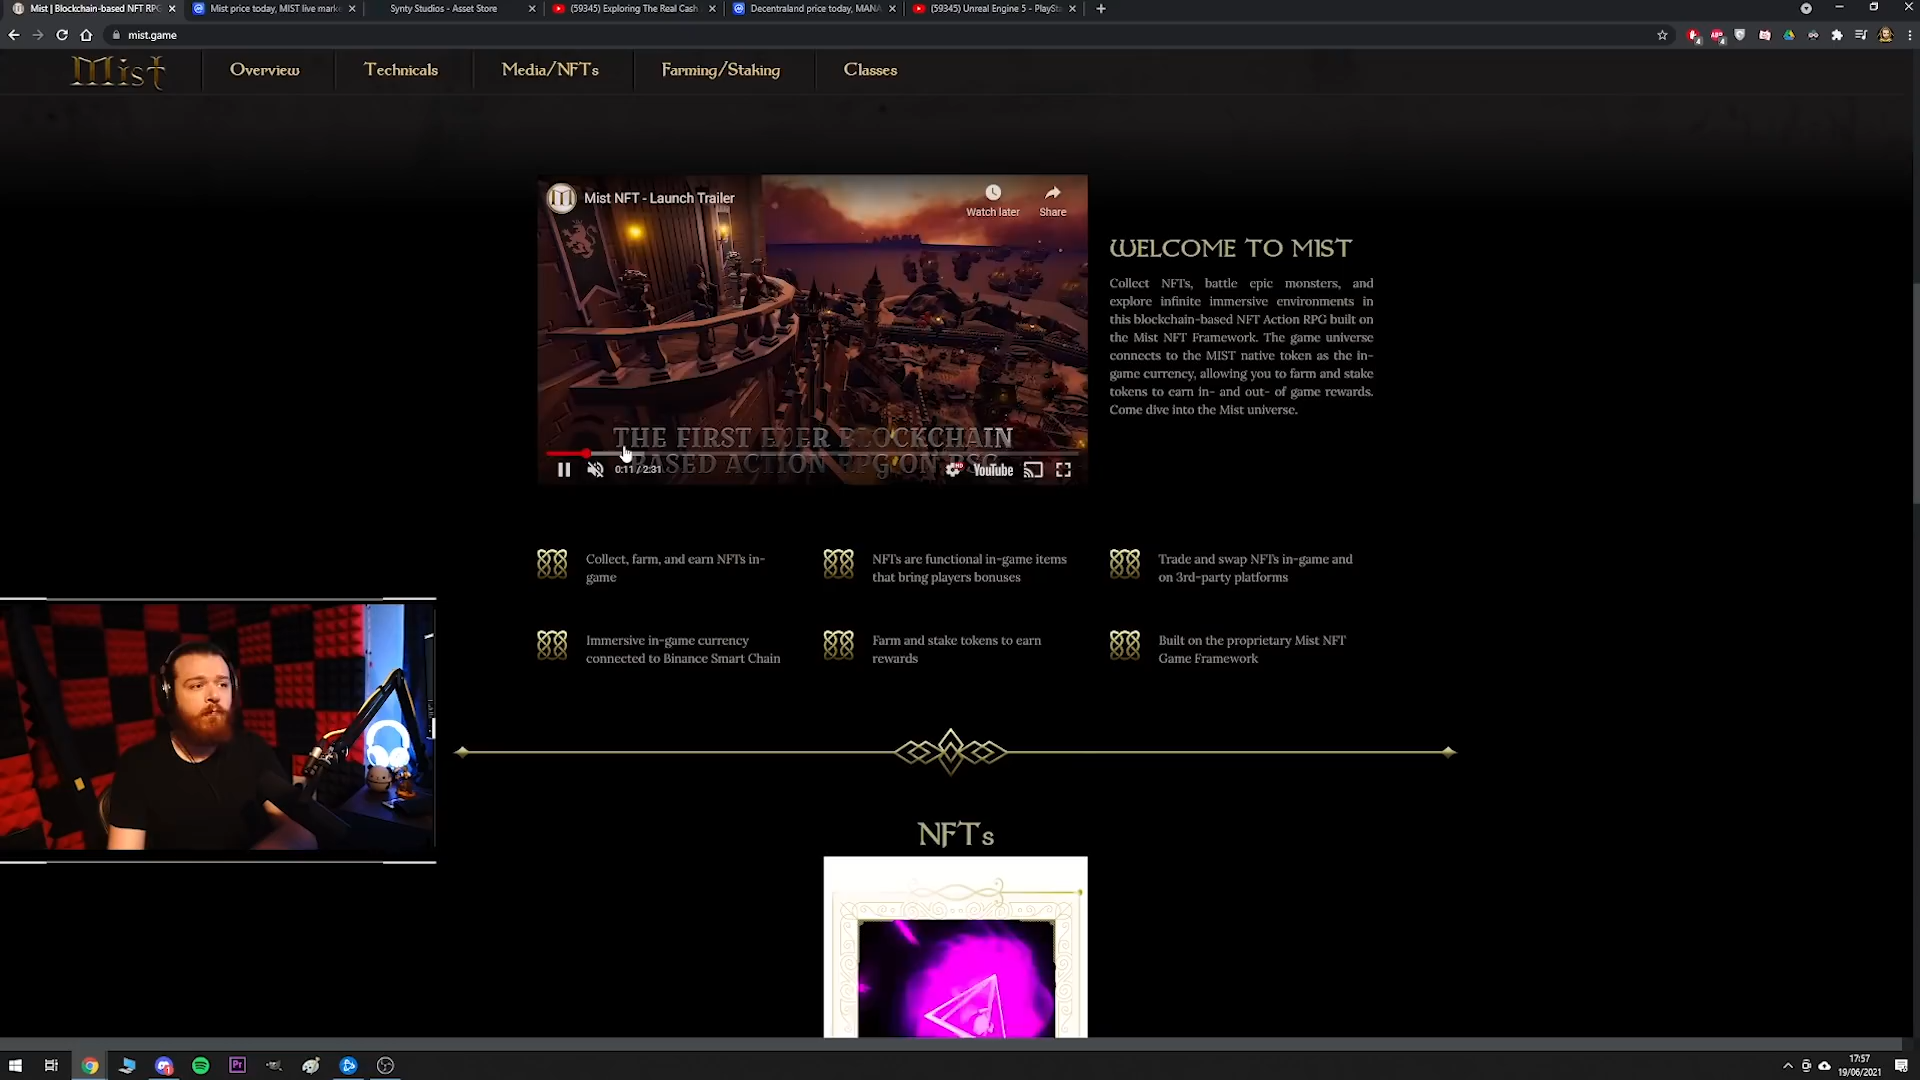 Mist | Blockchain-based NFT RPG
Mist price today, MIST live marke
Synty Studios - Asset Store
(59345) Exploring The Real Cash
Decentraland price today, MANA
(59345) Unreal Engine 5 - PlaySta
mist.game
Mist
Overview
Technicals
Media/NFTs
Farming/Staking
Classes
Mist NFT - Launch Trailer
Watch later
Share
THE FIRST EVER BLOCKCHAIN
BASED ACTION RPG ON BSC
0:11 / 2:31
HD
YouTube
WELCOME TO MIST
Collect NFTs, battle epic monsters, and
explore infinite immersive environments in
this blockchain-based NFT Action RPG built on
the Mist NFT Framework. The game universe
connects to the MIST native token as the in-
game currency, allowing you to farm and stake
tokens to earn in- and out- of game rewards.
Come dive into the Mist universe.
Collect, farm, and earn NFTs in-
game
NFTs are functional in-game items
that bring players bonuses
Trade and swap NFTs in-game and
on 3rd-party platforms
Immersive in-game currency
connected to Binance Smart Chain
Farm and stake tokens to earn
rewards
Built on the proprietary Mist NFT
Game Framework
NFTs
Pr
17:57
19/06/2021